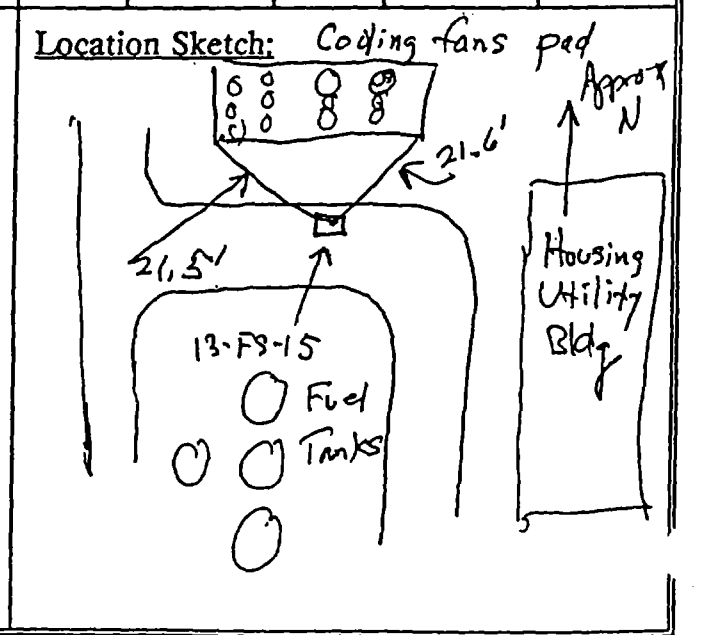 Location Sketch: Cooling fans pad
Approx
N
21.6'
21.5'
Housing
Utility
Bldg
13-FS-15
Fuel
Tanks